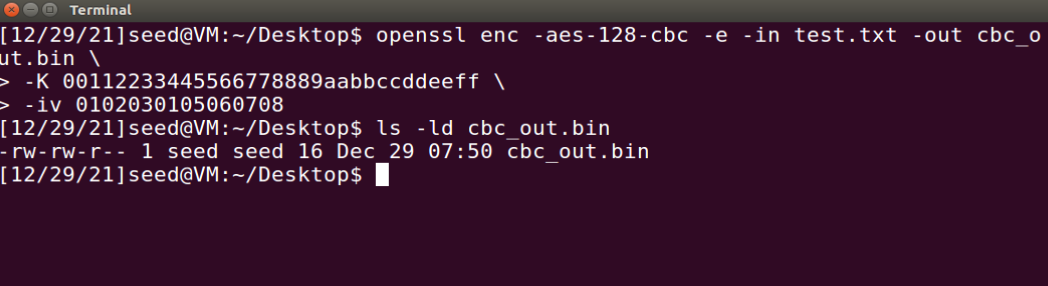 Terminal
[12/29/21]seed@VM:~/Desktop$ openssl enc -aes-128-cbc -e -in test.txt -out cbc_o
ut.bin \
> -K 00112233445566778889aabbccddeeff \
> -iv 0102030105060708
[12/29/21]seed@VM:~/Desktop$ ls -ld cbc_out.bin
-rw-rw-r-- 1 seed seed 16 Dec 29 07:50 cbc_out.bin
[12/29/21]seed@VM:~/Desktop$